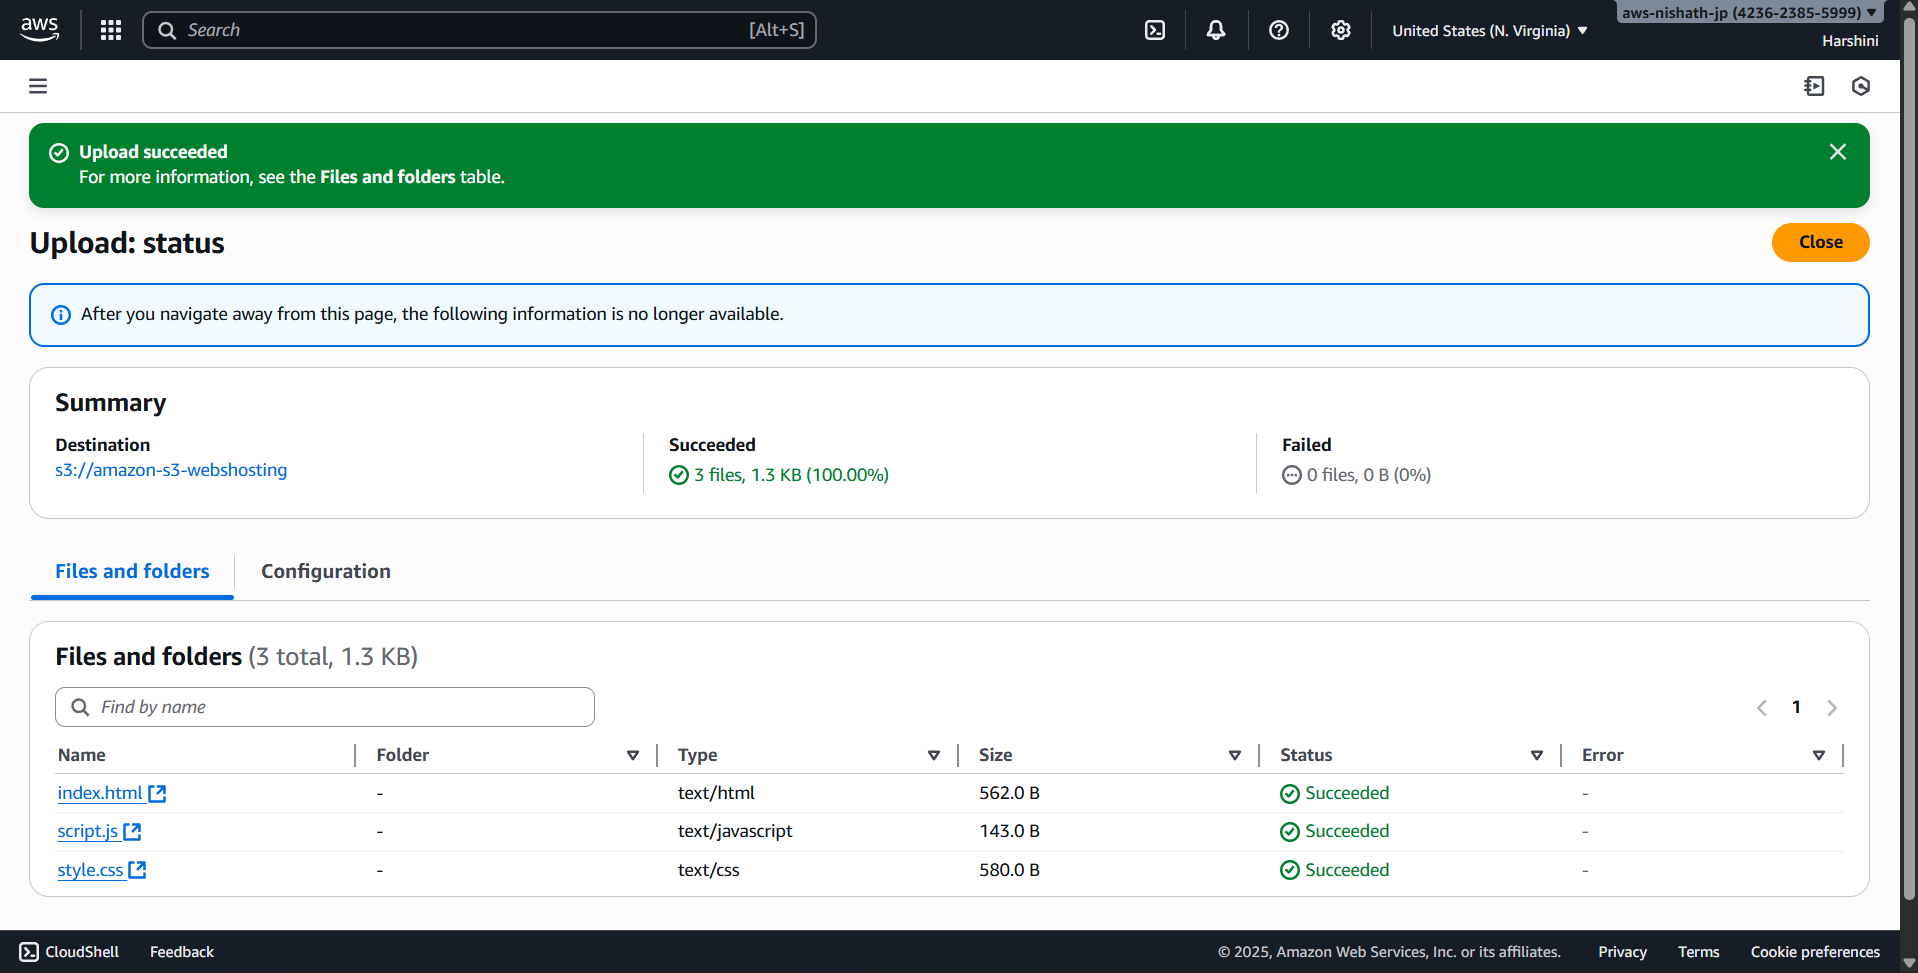 aws
Search [Alt+S]
United States (N. Virginia)
aws-nishath-jp (4236-2385-5999)
Harshini
Upload succeeded
For more information, see the Files and folders table.
Upload: status
Close
After you navigate away from this page, the following information is no longer available.
Summary
Destination
s3://amazon-s3-webshosting
Succeeded
3 files, 1.3 KB (100.00%)
Failed
0 files, 0 B (0%)
Files and folders
Configuration
Files and folders (3 total, 1.3 KB)
Find by name
1
Name Folder Type Size Status Error
index.html - text/html 562.0 B Succeeded -
script.js - text/javascript 143.0 B Succeeded -
style.css - text/css 580.0 B Succeeded -
CloudShell Feedback © 2025, Amazon Web Services, Inc. or its affiliates. Privacy Terms Cookie preferences